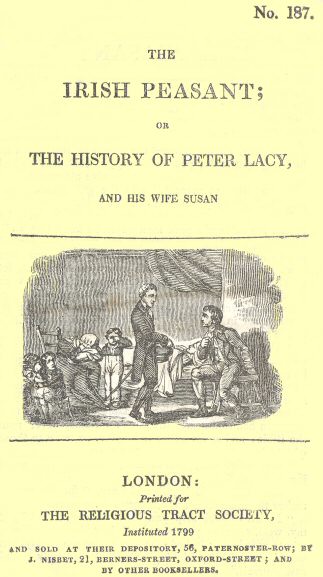 No. 187.
THE
IRISH PEASANT;
OR
THE HISTORY OF PETER LACY,
AND HIS WIFE SUSAN
LONDON:
Printed for
THE RELIGIOUS TRACT SOCIETY,
Instituted 1799
AND SOLD AT THEIR DEPOSITORY, 56, PATERNOSTER-ROW; BY
J. NISBET, 21, BERNERS-STREET, OXFORD-STREET; AND
BY OTHER BOOKSELLERS.